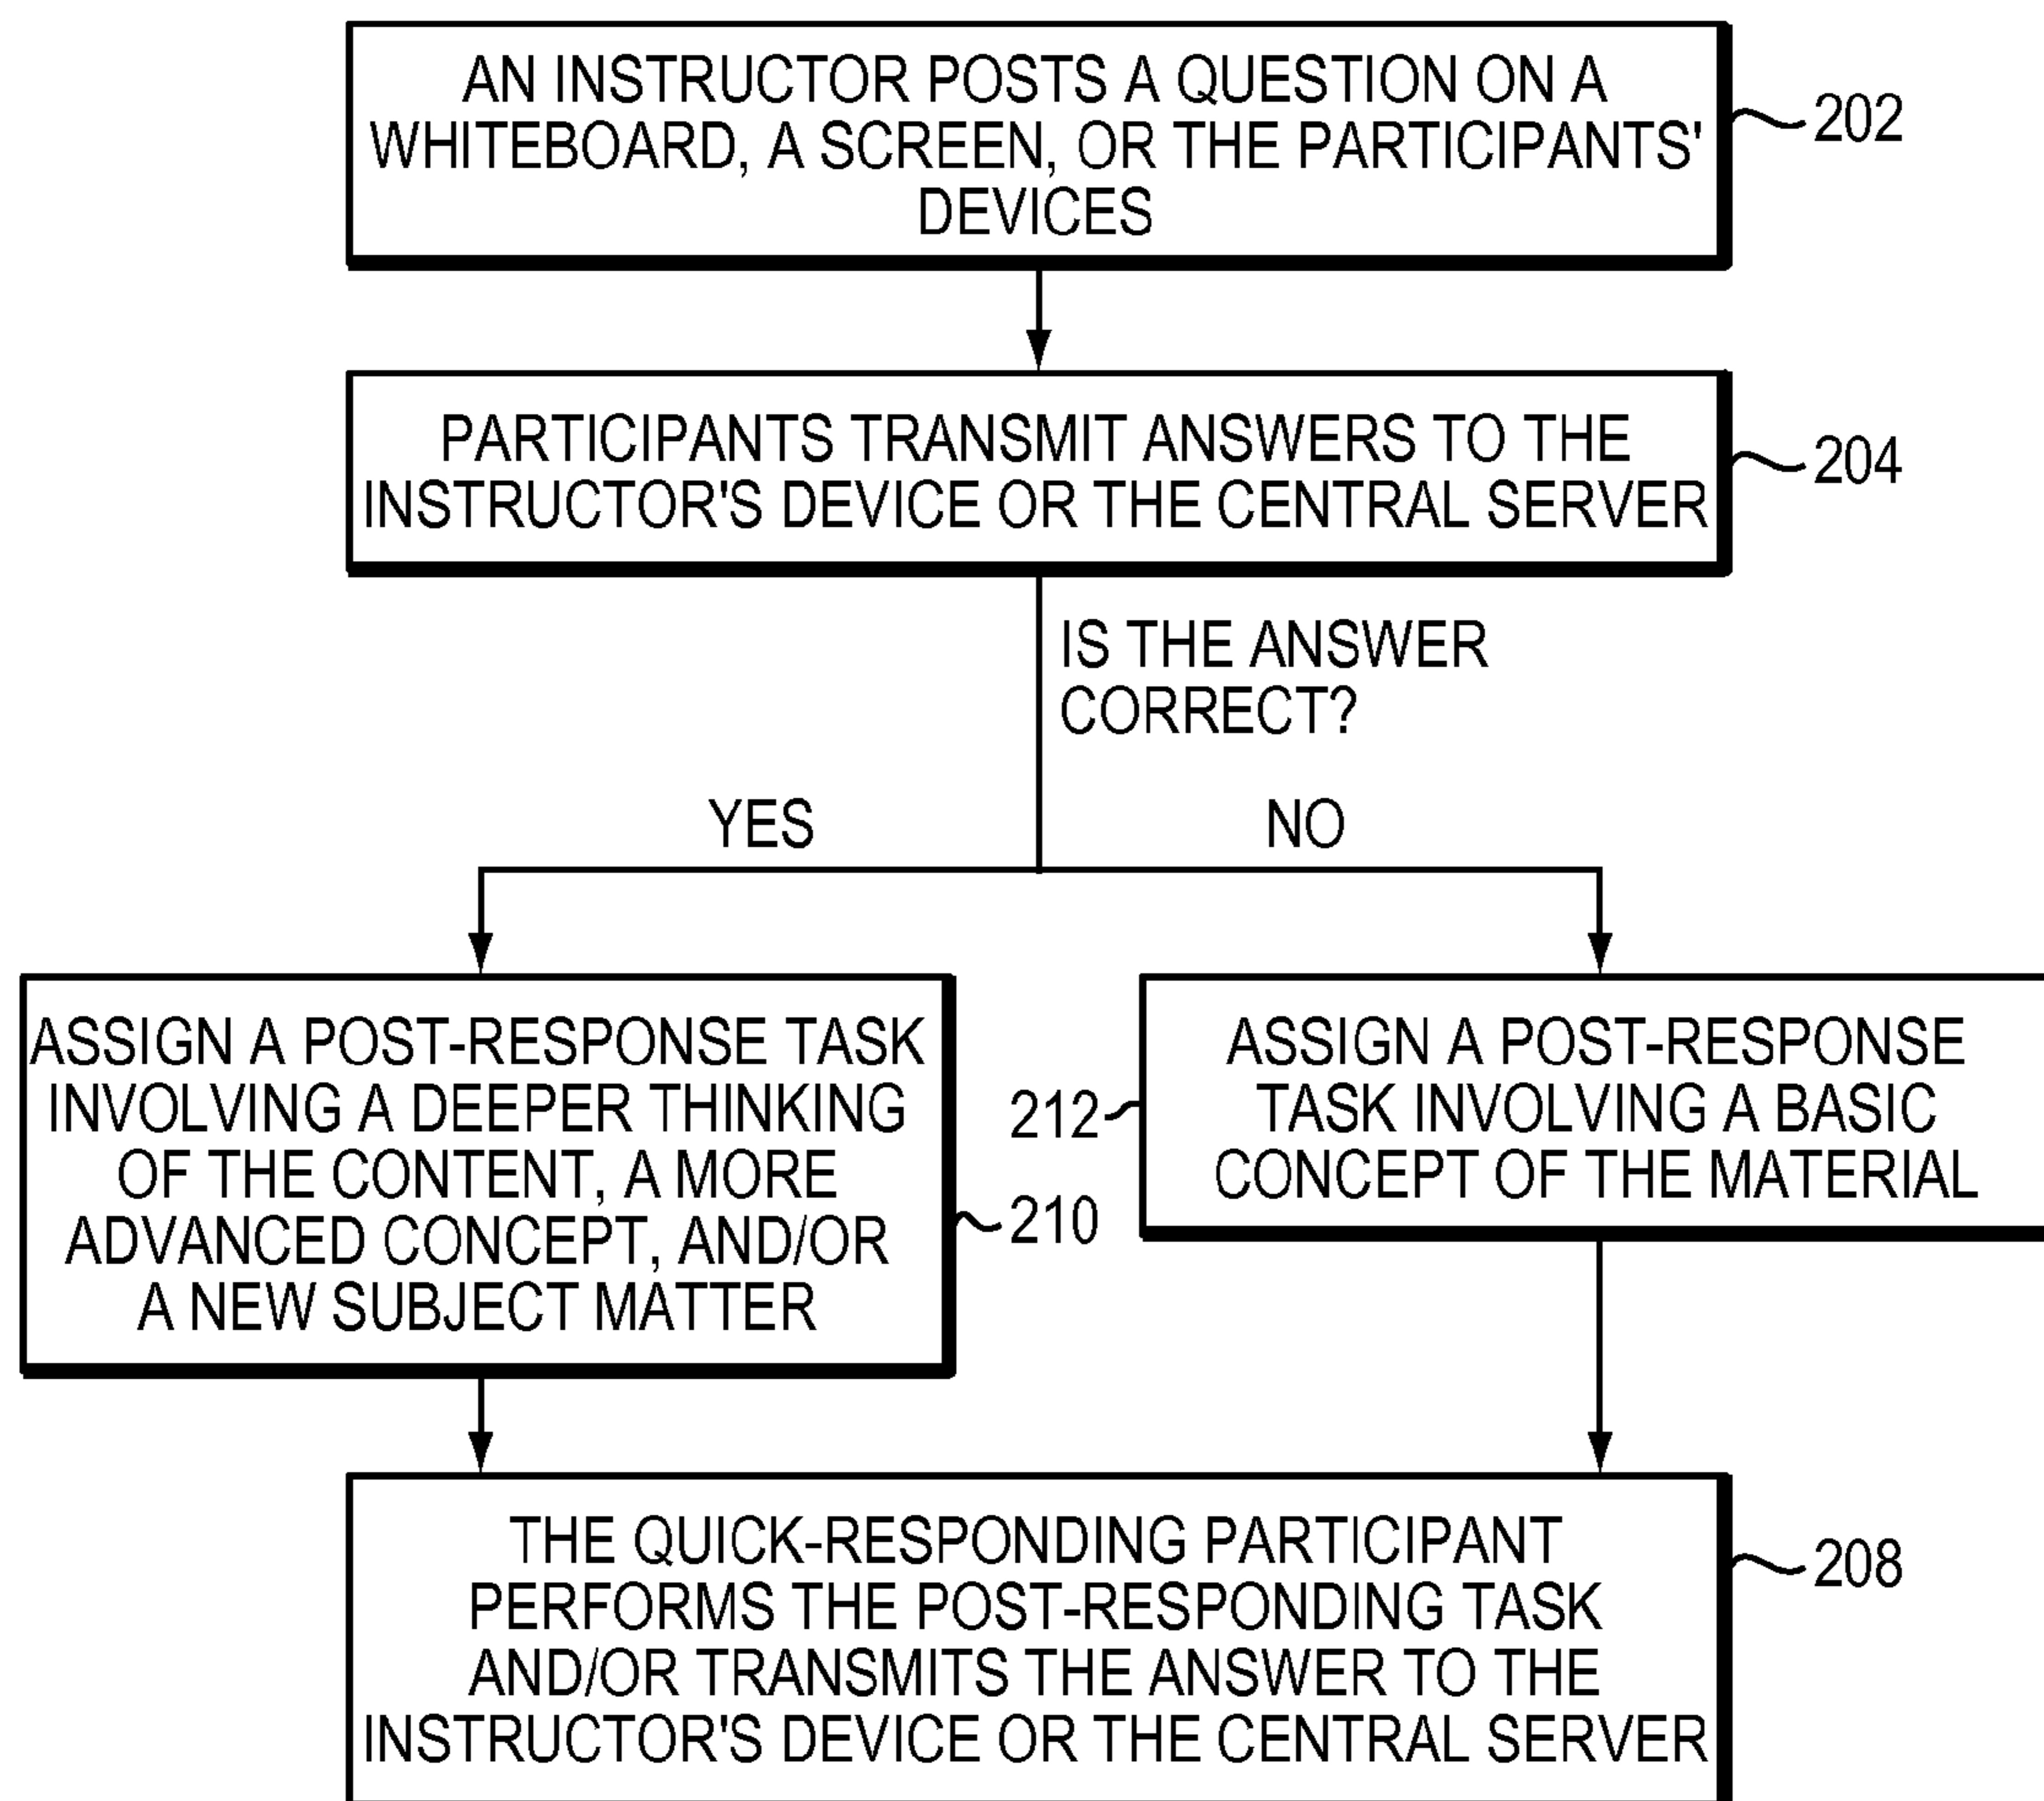 AN INSTRUCTOR POSTS A QUESTION ON A
WHITEBOARD, A SCREEN, OR THE PARTICIPANTS'
DEVICES
202
PARTICIPANTS TRANSMIT ANSWERS TO THE
INSTRUCTOR'S DEVICE OR THE CENTRAL SERVER
204
IS THE ANSWER
CORRECT?
YES
NO
ASSIGN A POST-RESPONSE TASK
INVOLVING A DEEPER THINKING
OF THE CONTENT, A MORE
ADVANCED CONCEPT, AND/OR
A NEW SUBJECT MATTER
210
212
ASSIGN A POST-RESPONSE
TASK INVOLVING A BASIC
CONCEPT OF THE MATERIAL
THE QUICK-RESPONDING PARTICIPANT
PERFORMS THE POST-RESPONDING TASK
AND/OR TRANSMITS THE ANSWER TO THE
INSTRUCTOR'S DEVICE OR THE CENTRAL SERVER
208